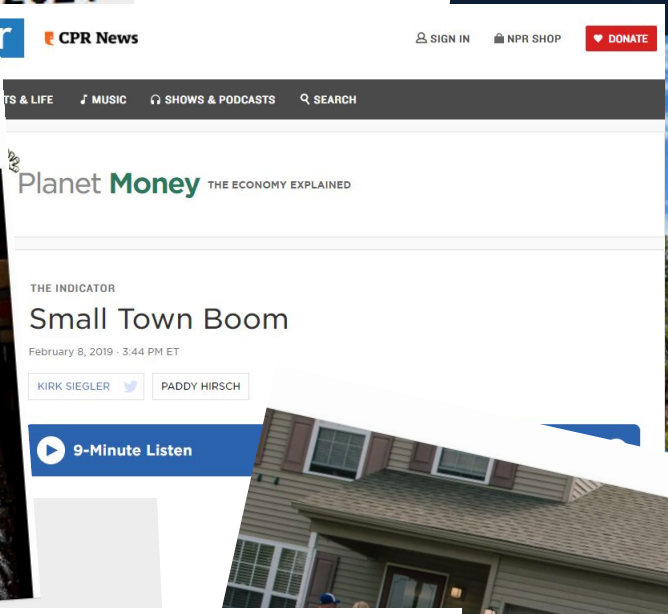 CPR News
SIGN IN
NPR SHOP
DONATE
TS & LIFE
MUSIC
SHOWS & PODCASTS
SEARCH
Planet Money THE ECONOMY EXPLAINED
THE INDICATOR
Small Town Boom
February 8, 2019 · 3:44 PM ET
KIRK SIEGLER
PADDY HIRSCH
9-Minute Listen